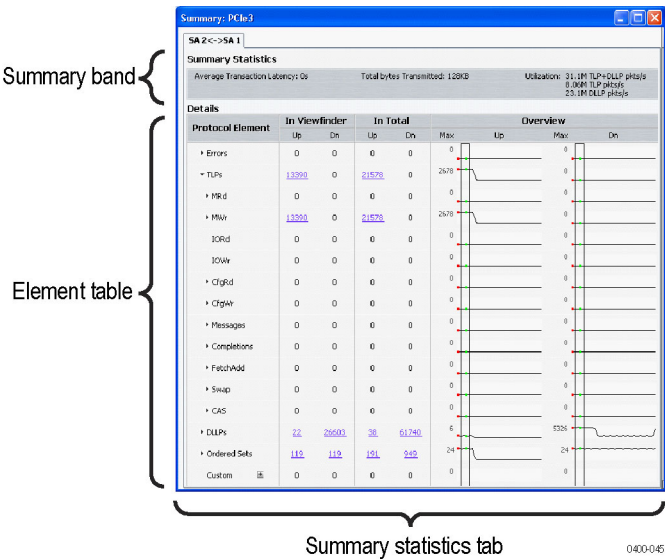 Summary: PCIe3
SA 2<->SA 1
Summary Statistics
Average Transaction Latency: 0s Total bytes Transmitted: 128KB Utilization: 31.1M TLP+DLLP pkts/s
8.06M TLP pkts/s
23.1M DLLP pkts/s
Summary band
Details
Protocol Element In Viewfinder In Total Overview
Up Dn Up Dn Max Up Max Dn
Errors 0 0 0 0 0 0
TLPs 13390 0 21578 0 2678 0
MRd 0 0 0 0 0 0
MWr 13390 0 21578 0 2678 0
IORd 0 0 0 0 0 0
IOWr 0 0 0 0 0 0
Element table
CfgRd 0 0 0 0 0 0
CfgWr 0 0 0 0 0 0
Messages 0 0 0 0 0 0
Completions 0 0 0 0 0 0
FetchAdd 0 0 0 0 0 0
Swap 0 0 0 0 0 0
CAS 0 0 0 0 0 0
DLLPs 22 26603 38 61740 6 5326
Ordered Sets 119 119 191 949 24 24
Custom 0 0 0 0 0 0
Summary statistics tab
0400-045